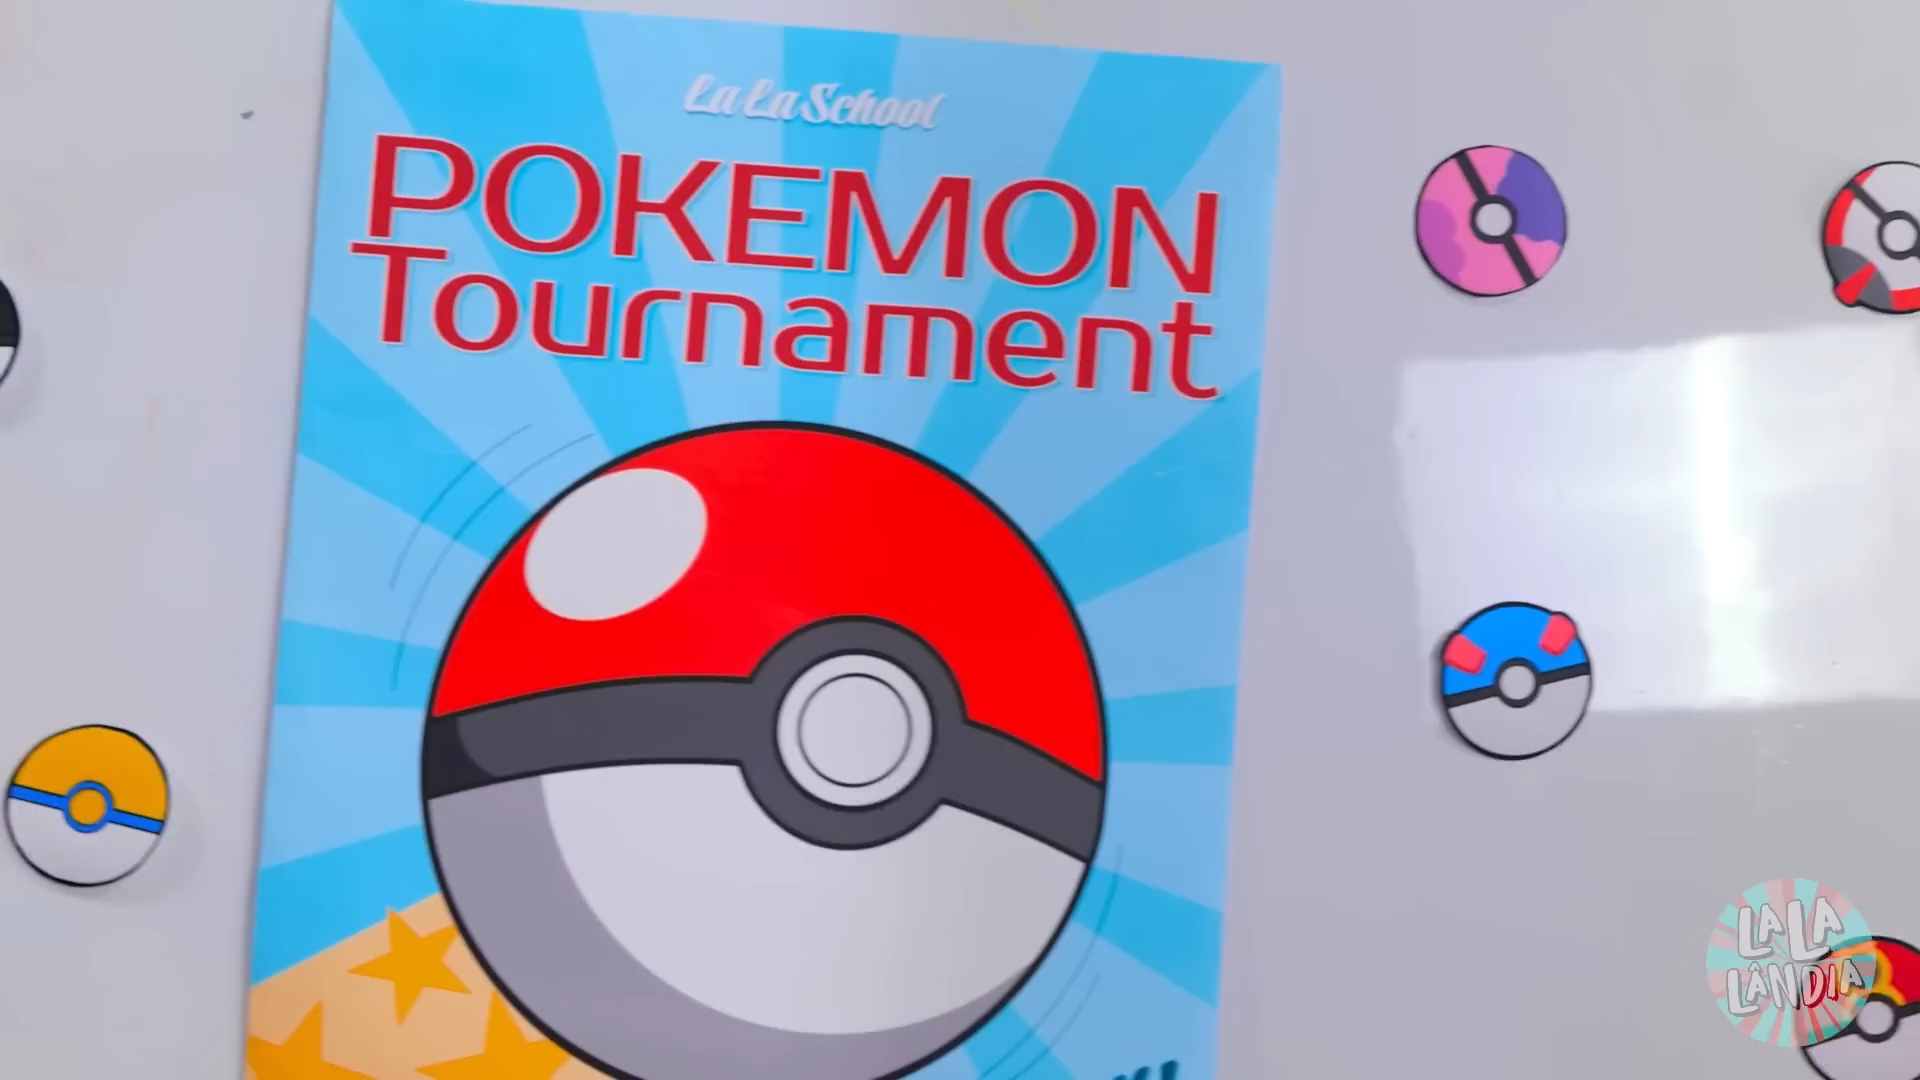 La La School
POKEMON
Tournament
LA LA
LÂNDIA